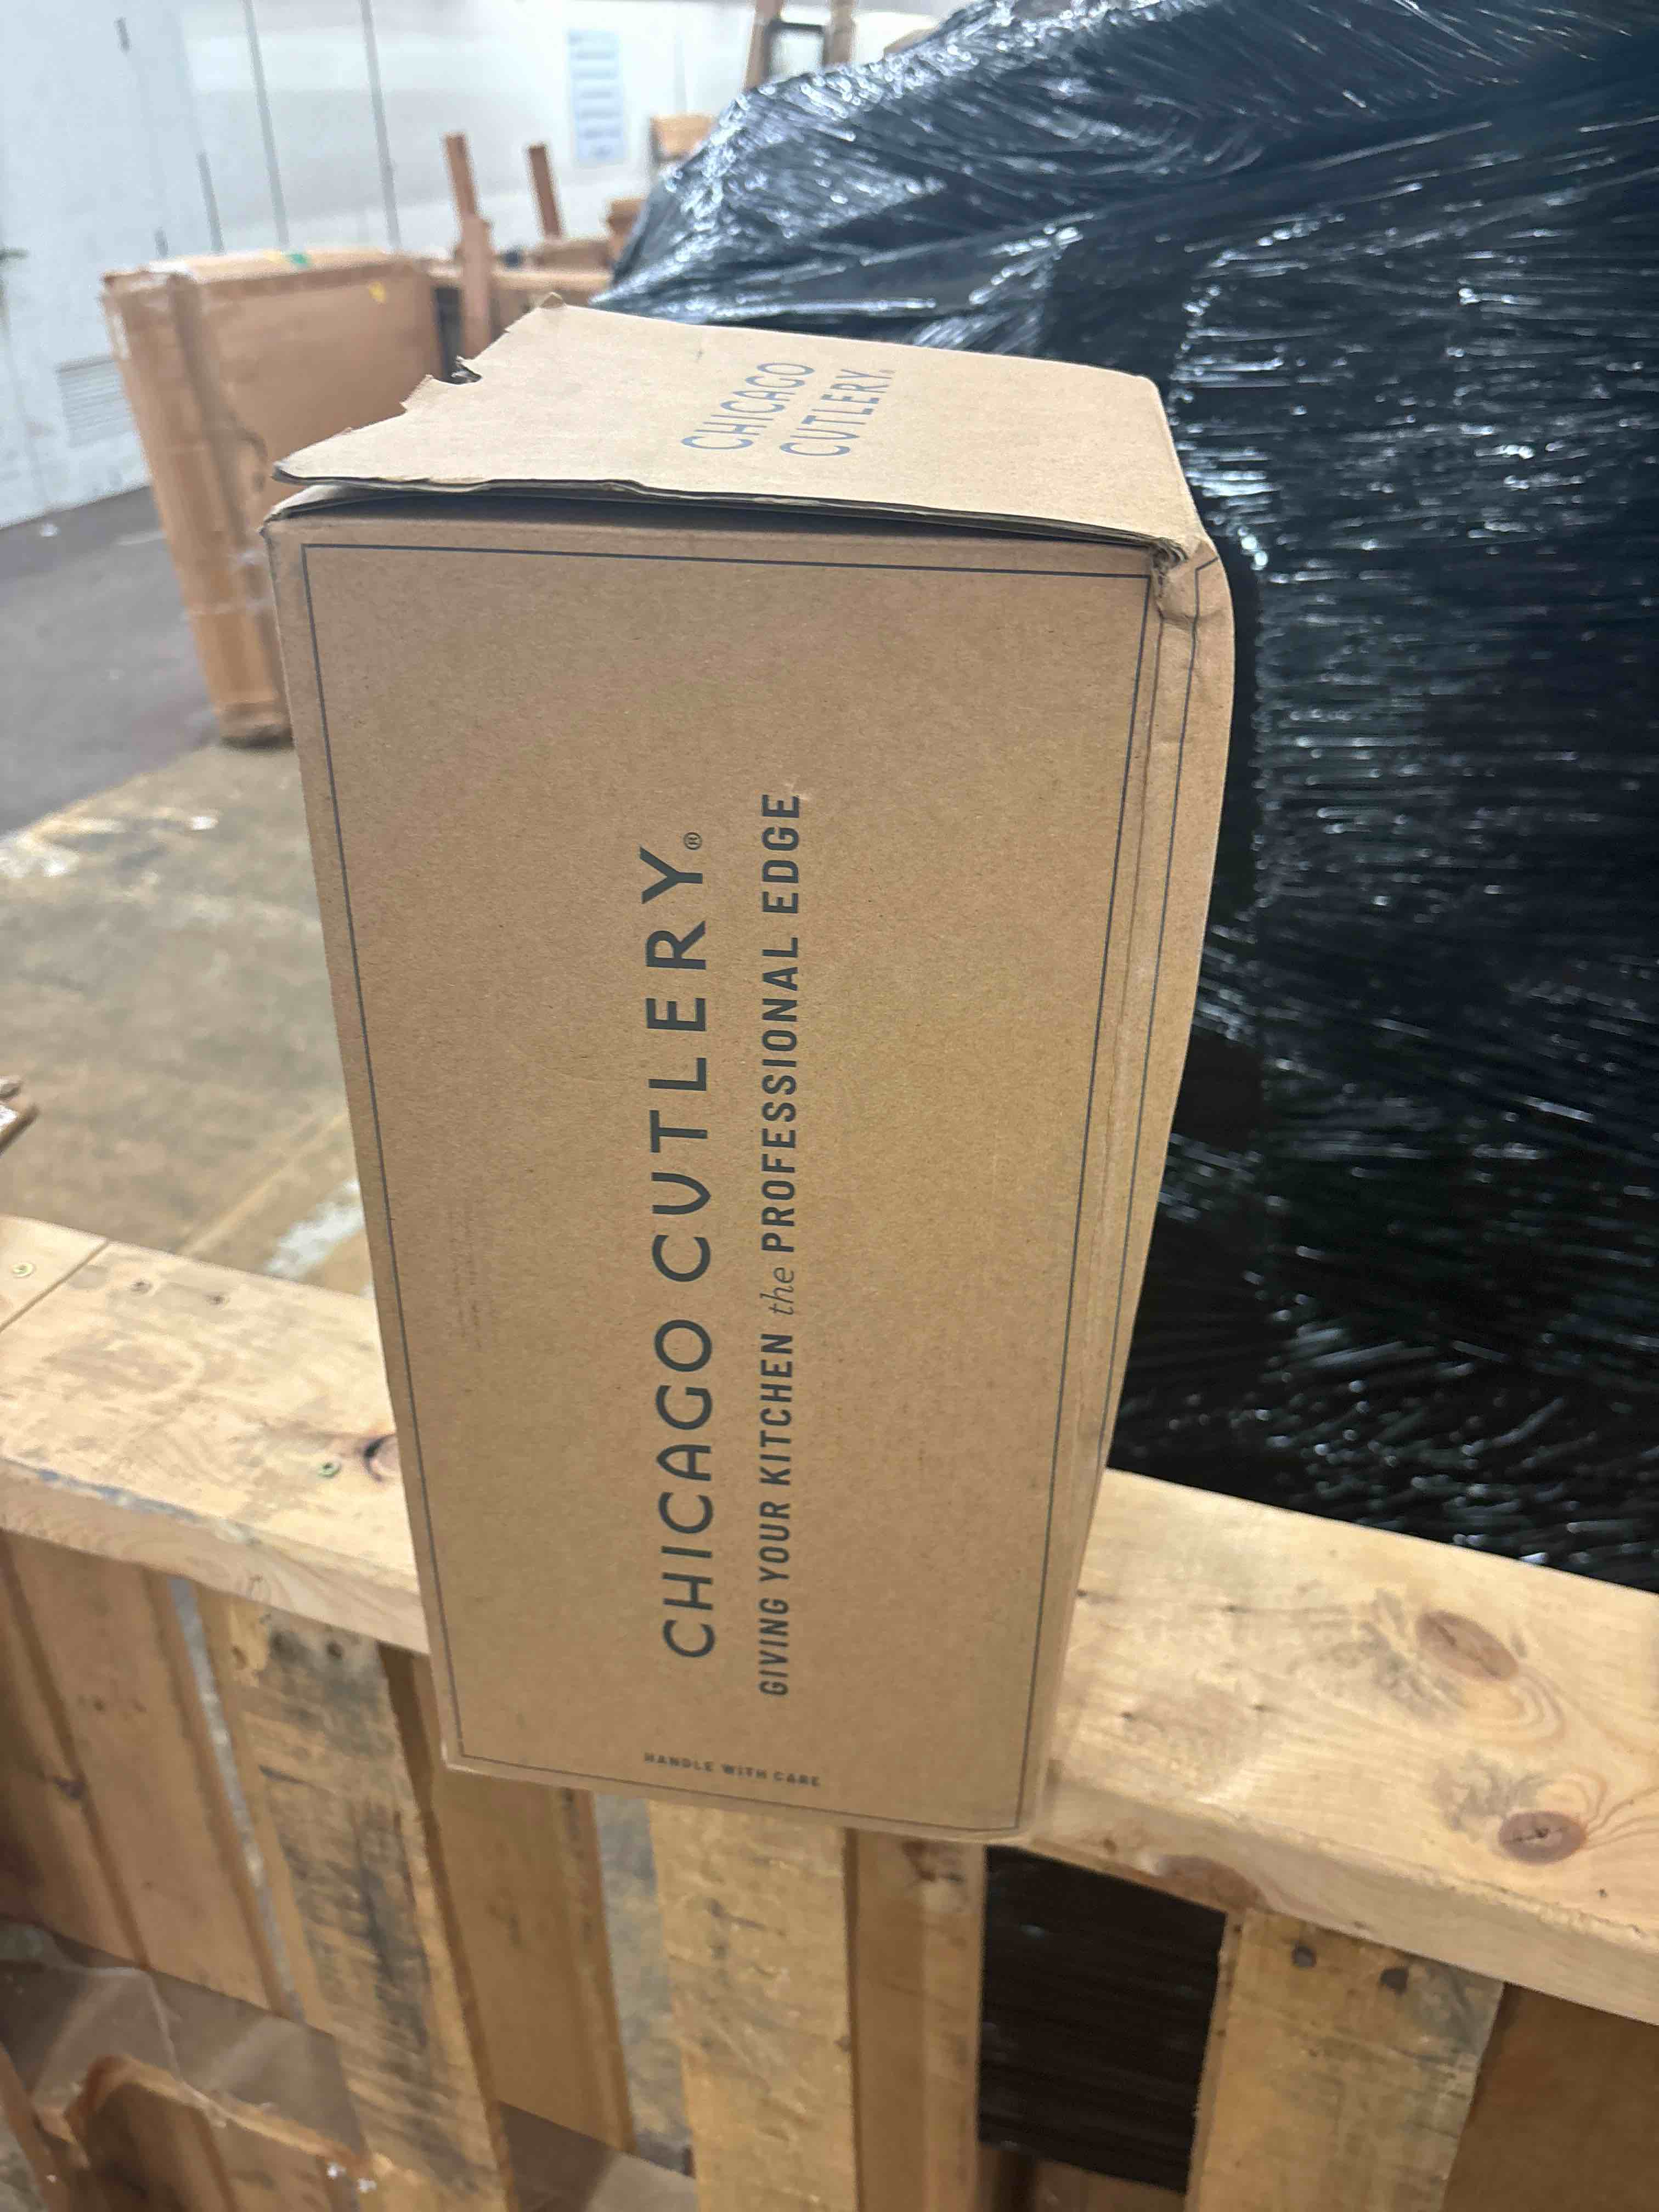 CHICAGO
CUTLERY®
CHICAGO CUTLERY®
GIVING YOUR KITCHEN the PROFESSIONAL EDGE
HANDLE WITH CARE